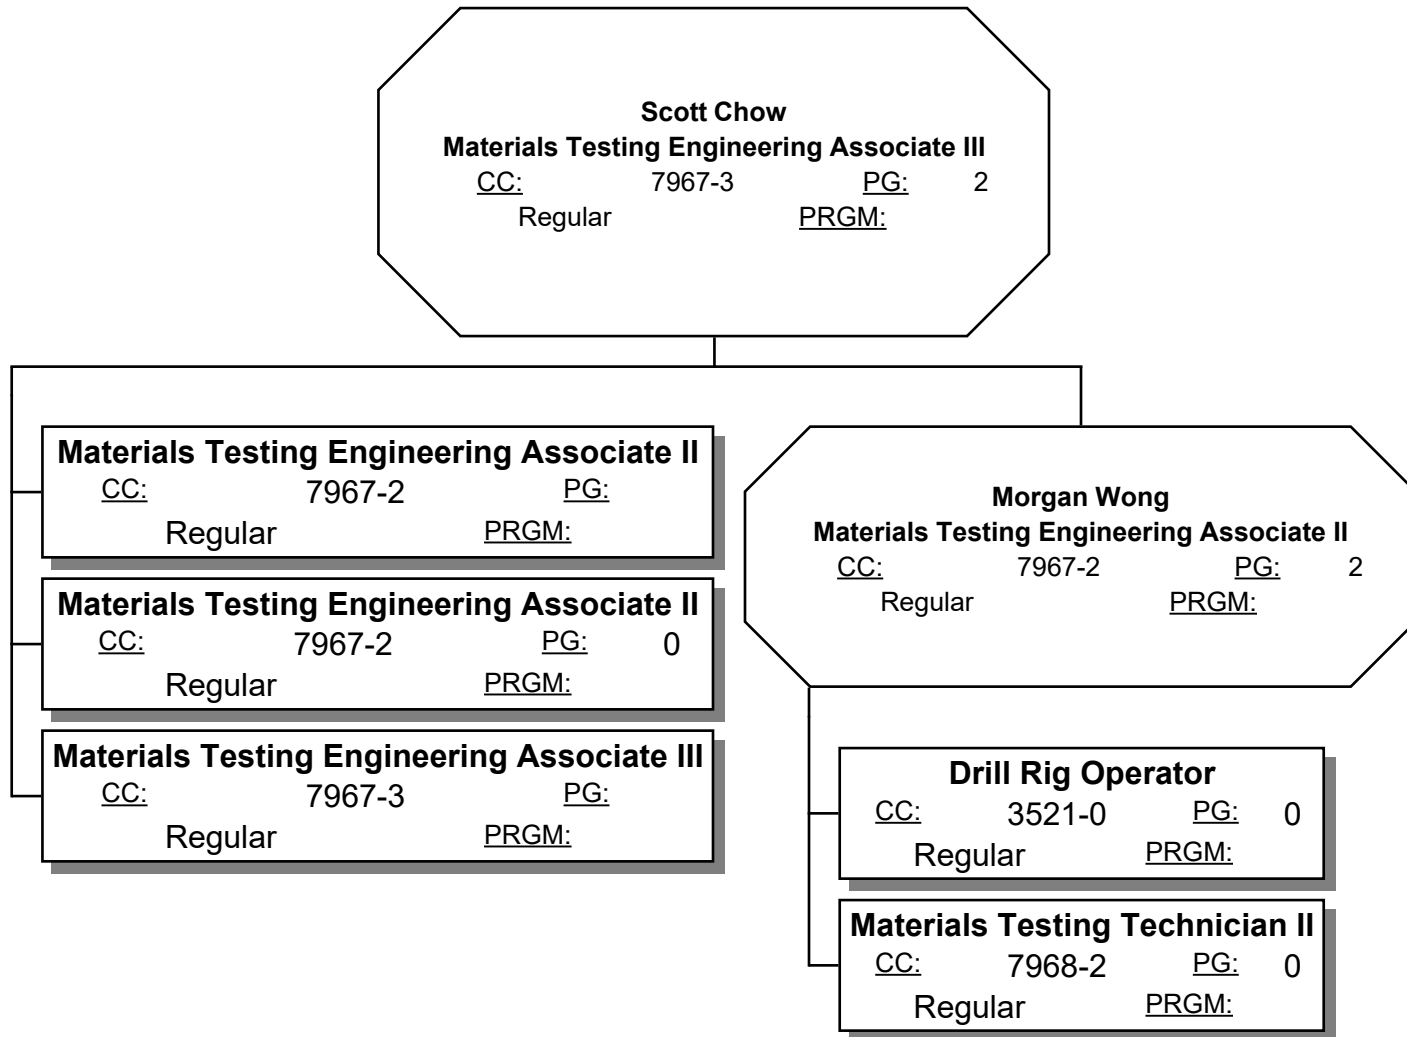 Scott Chow
Materials Testing Engineering Associate III
CC: 7967-3 PG: 2
Regular PRGM:
Materials Testing Engineering Associate II
CC: 7967-2 PG:
Regular PRGM:
Materials Testing Engineering Associate II
CC: 7967-2 PG: 0
Regular PRGM:
Materials Testing Engineering Associate III
CC: 7967-3 PG:
Regular PRGM:
Morgan Wong
Materials Testing Engineering Associate II
CC: 7967-2 PG: 2
Regular PRGM:
Drill Rig Operator
CC: 3521-0 PG: 0
Regular PRGM:
Materials Testing Technician II
CC: 7968-2 PG: 0
Regular PRGM: